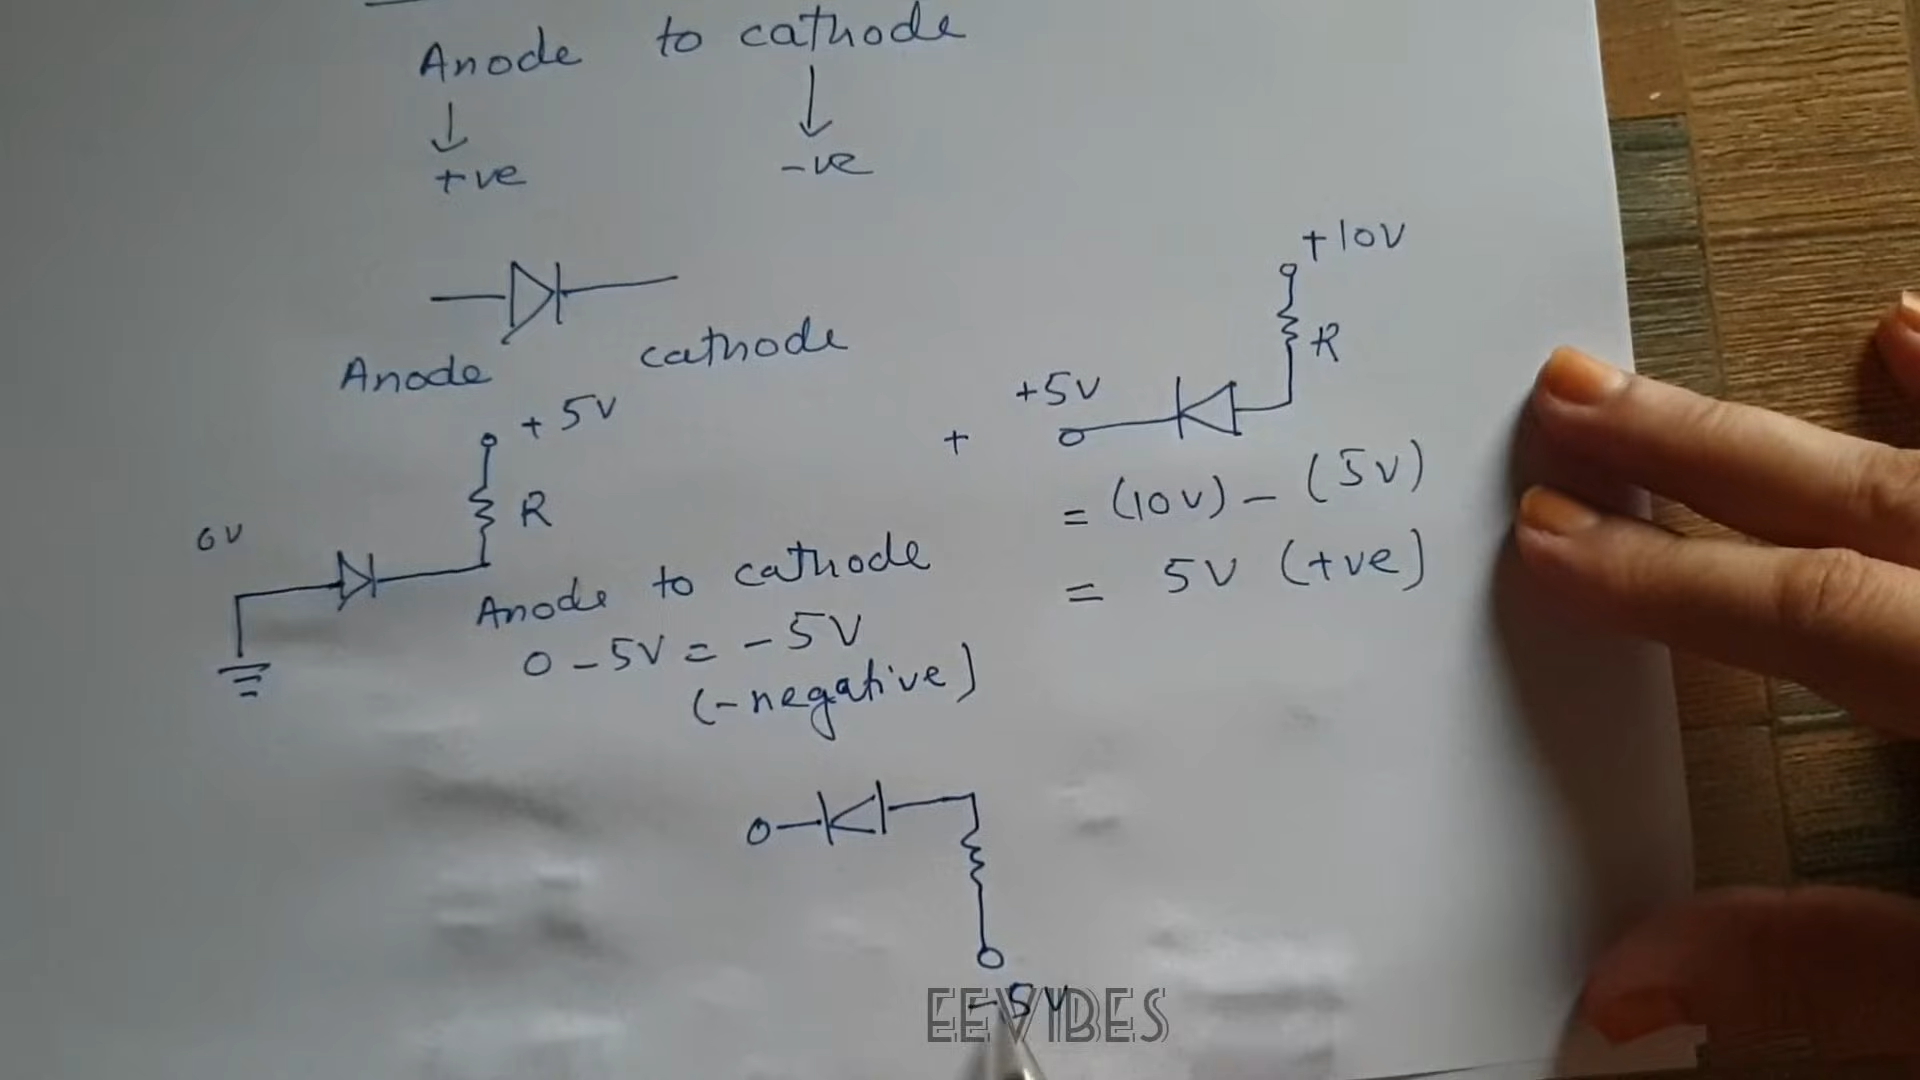 Anode to cathode
↓ ↓
+ve -ve
Anode cathode
+10V
R
+5V
+5V
+
R
0V
= (10V) - (5V)
Anode to cathode
= 5V (+ve)
0 - 5V = - 5V
(- negative)
-5V
EEVIBES